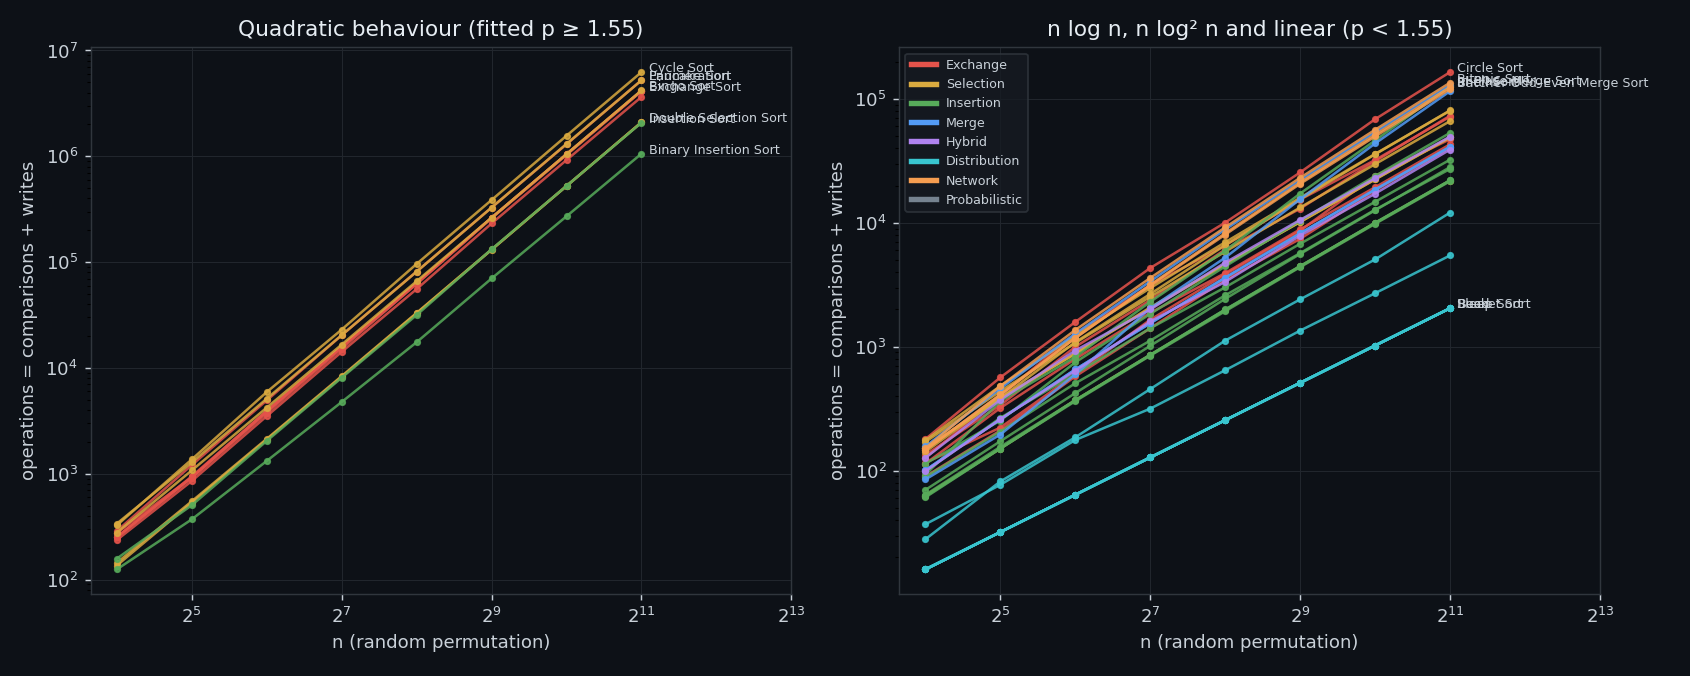 Quadratic behaviour (fitted p ≥ 1.55)
operations = comparisons + writes
10⁷
10⁶
10⁵
10⁴
10³
10²
Cycle Sort
Pancake Sort
Exchange Sort
Double Selection Sort
Insertion Sort
Binary Insertion Sort
2⁵
2⁷
2⁹
2¹¹
2¹³
n (random permutation)
n log n, n log² n and linear (p < 1.55)
operations = comparisons + writes
10⁵
10⁴
10³
10²
Exchange
Selection
Insertion
Merge
Hybrid
Distribution
Network
Probabilistic
Circle Sort
Batcher Odd-Even Merge Sort
2⁵
2⁷
2⁹
2¹¹
2¹³
n (random permutation)